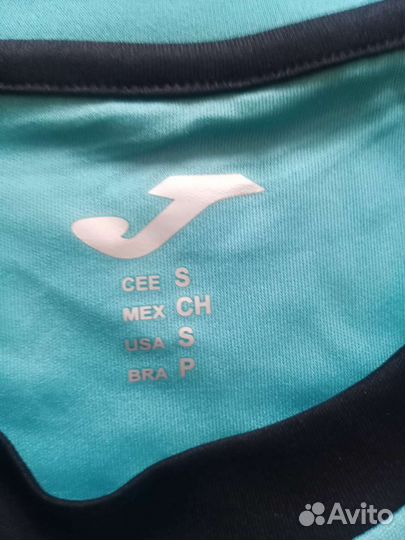 CEE S
MEX CH
USA S
BRA P
Avito